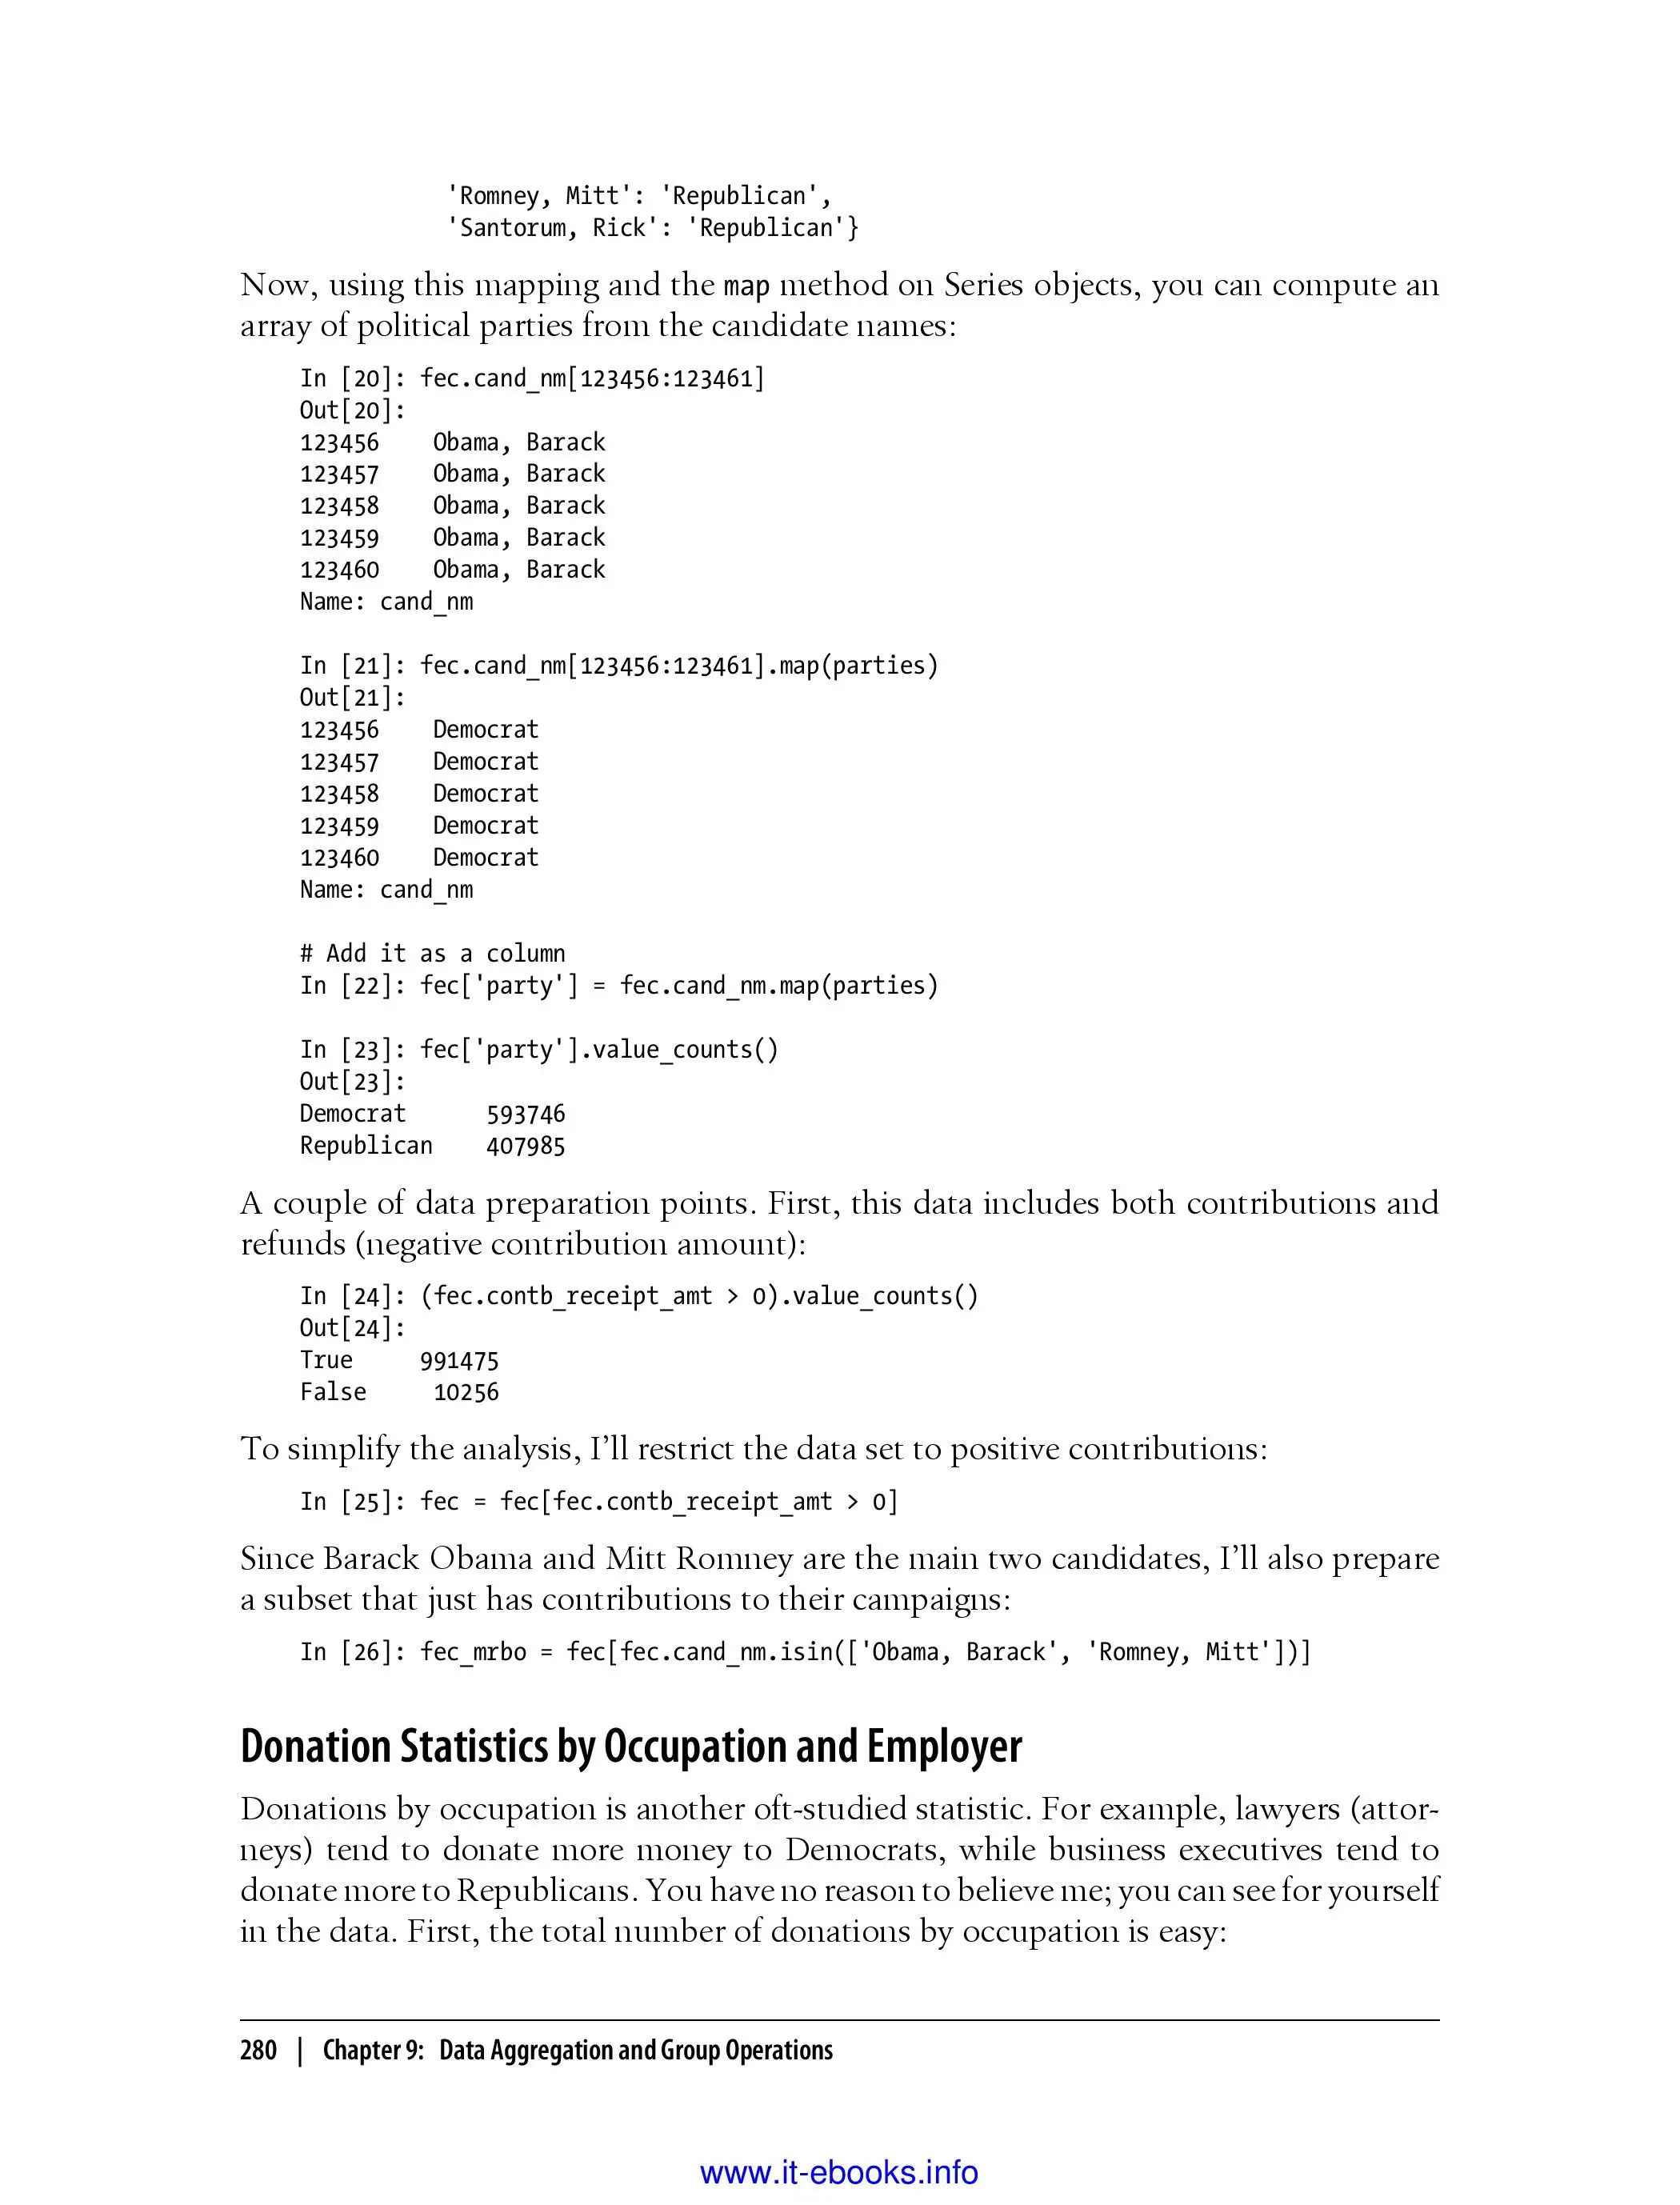 'Romney, Mitt': 'Republican',
'Santorum, Rick': 'Republican'}
Now, using this mapping and the map method on Series objects, you can compute an
array of political parties from the candidate names:
In [20]: fec.cand_nm[123456:123461]
Out[20]:
123456    Obama, Barack
123457    Obama, Barack
123458    Obama, Barack
123459    Obama, Barack
123460    Obama, Barack
Name: cand_nm
In [21]: fec.cand_nm[123456:123461].map(parties)
Out[21]:
123456    Democrat
123457    Democrat
123458    Democrat
123459    Democrat
123460    Democrat
Name: cand_nm
# Add it as a column
In [22]: fec['party'] = fec.cand_nm.map(parties)
In [23]: fec['party'].value_counts()
Out[23]:
Democrat      593746
Republican    407985
A couple of data preparation points. First, this data includes both contributions and
refunds (negative contribution amount):
In [24]: (fec.contb_receipt_amt > 0).value_counts()
Out[24]:
True     991475
False     10256
To simplify the analysis, I’ll restrict the data set to positive contributions:
In [25]: fec = fec[fec.contb_receipt_amt > 0]
Since Barack Obama and Mitt Romney are the main two candidates, I’ll also prepare
a subset that just has contributions to their campaigns:
In [26]: fec_mrbo = fec[fec.cand_nm.isin(['Obama, Barack', 'Romney, Mitt'])]
Donation Statistics by Occupation and Employer
Donations by occupation is another oft-studied statistic. For example, lawyers (attor-
neys) tend to donate more money to Democrats, while business executives tend to
donate more to Republicans. You have no reason to believe me; you can see for yourself
in the data. First, the total number of donations by occupation is easy:
280 | Chapter 9: Data Aggregation and Group Operations
www.it-ebooks.info